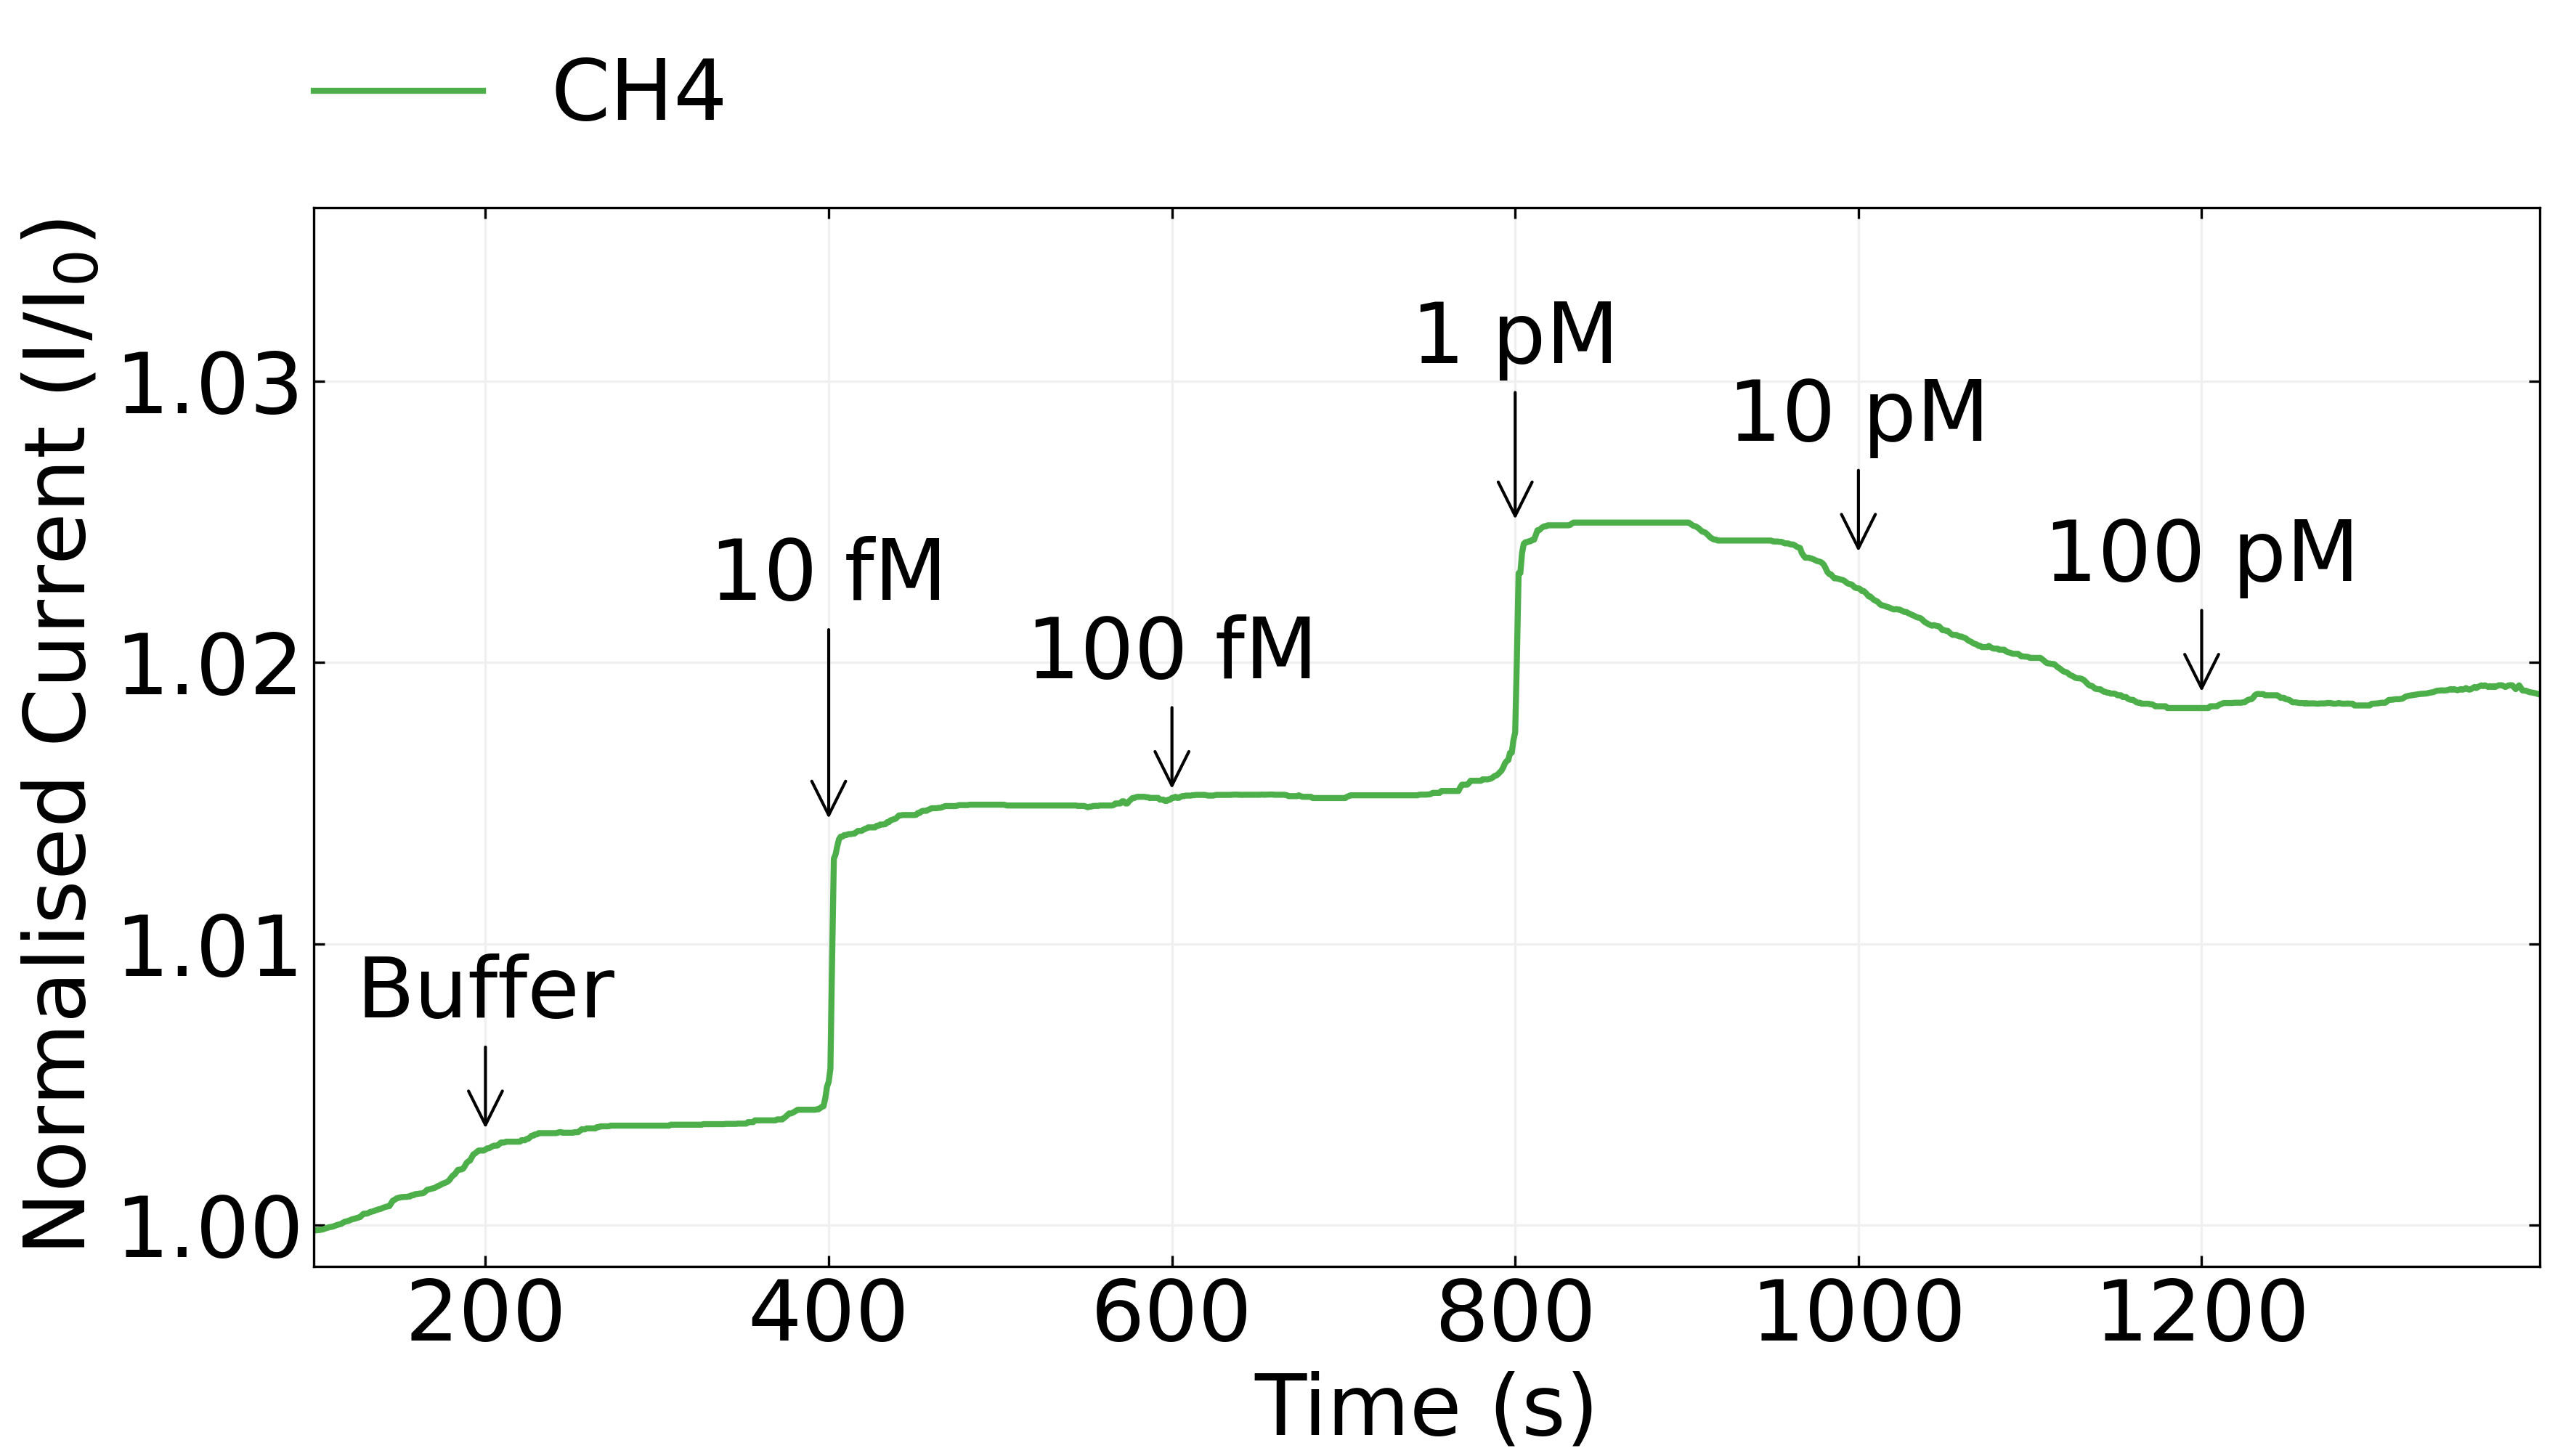 CH4
Normalised Current (I/I₀)
1.03
1.02
1.01
1.00
1 pM
10 pM
100 pM
10 fM
100 fM
Buffer
200 400 600 800 1000 1200
Time (s)